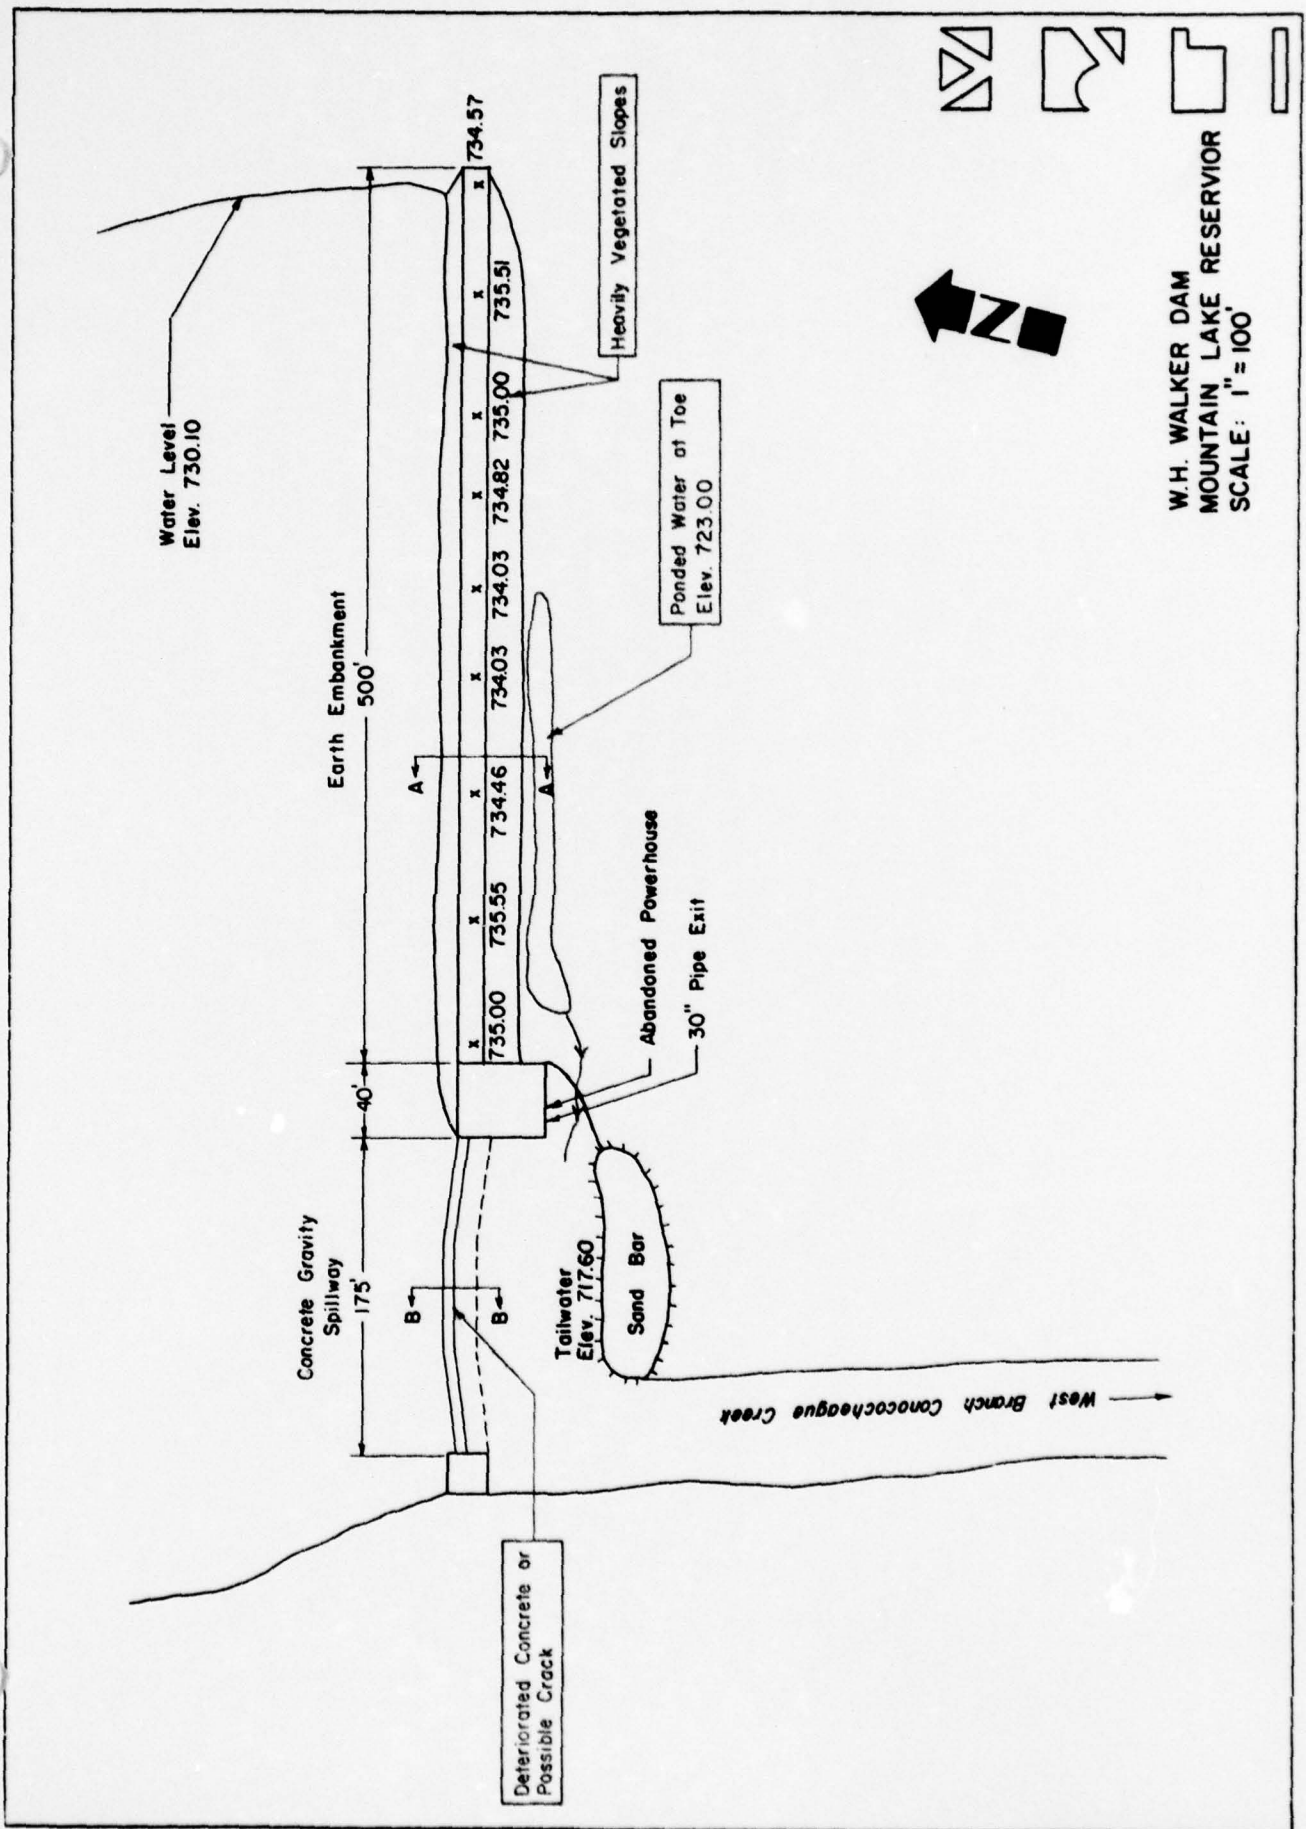 Water Level
Elev. 730.10
Earth Embankment
500'
40'
Concrete Gravity
Spillway
175'
734.57
735.51
735.00
734.82
734.03
734.03
734.46
735.55
735.00
A
A
B
B
Heavily Vegetated Slopes
Ponded Water at Toe
Elev. 723.00
Abandoned Powerhouse
30" Pipe Exit
Tailwater
Elev. 717.60
Sand Bar
Deteriorated Concrete or
Possible Crack
West Branch Conococheague Creek
N
W.H. WALKER DAM
MOUNTAIN LAKE RESERVIOR
SCALE: 1" = 100'